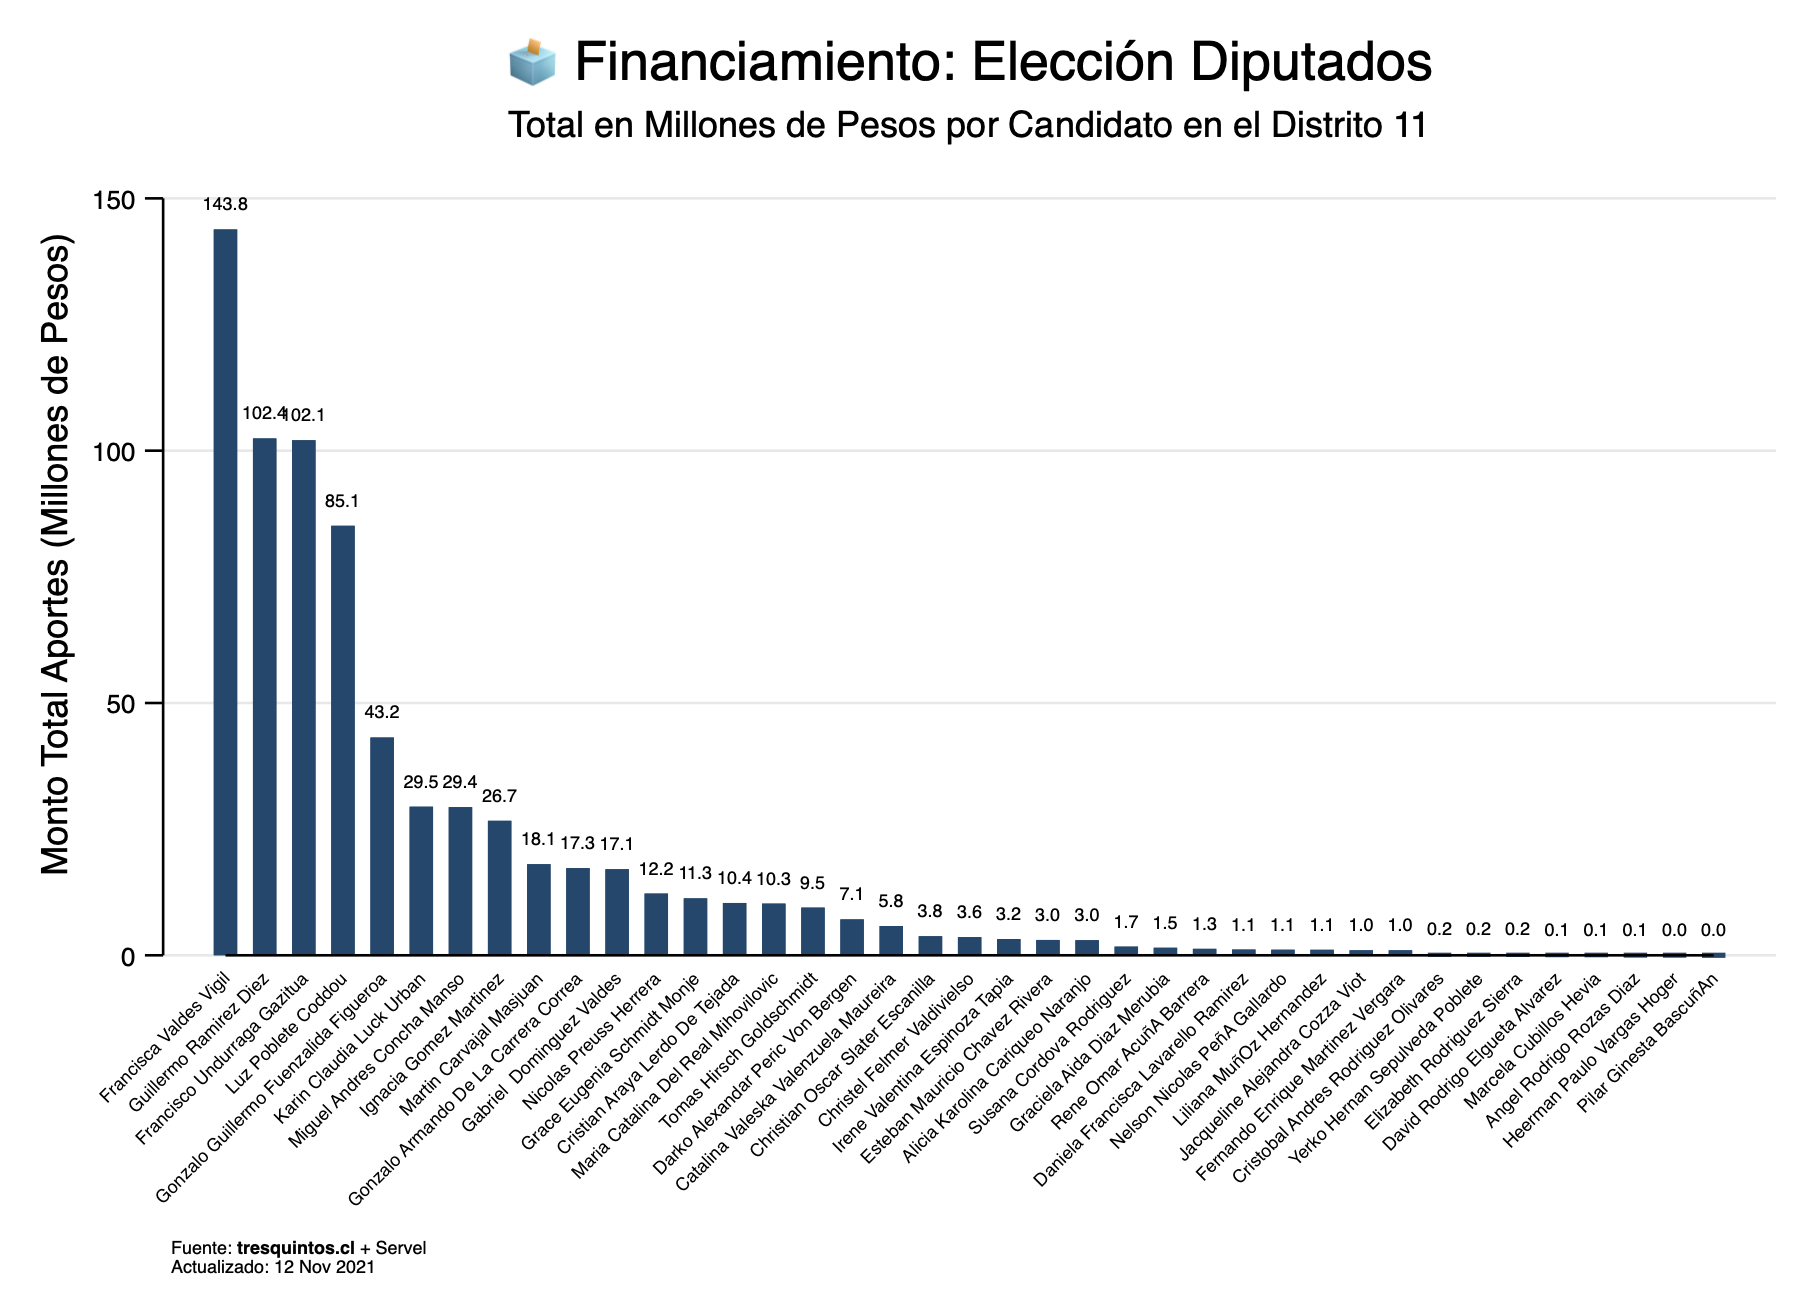 Financiamiento: Elección Diputados
Total en Millones de Pesos por Candidato en el Distrito 11
Monto Total Aportes (Millones de Pesos)
150
100
50
0
143.8
102.4
102.1
85.1
43.2
29.5
29.4
26.7
18.1
17.3
17.1
12.2
11.3
10.4
10.3
9.5
7.1
5.8
3.8
3.6
3.2
3.0
3.0
1.7
1.5
1.3
1.1
1.1
1.1
1.0
1.0
0.2
0.2
0.2
0.1
0.1
0.1
0.0
0.0
Francisca Valdes Vigil
Guillermo Ramirez Diez
Francisco Undurraga Gazitua
Luz Poblete Coddou
Gonzalo Guillermo Fuenzalida Figueroa
Karin Claudia Luck Urban
Miguel Andres Concha Manso
Ignacia Gomez Martinez
Martin Carvajal Masjuan
Gonzalo Armando De La Carrera Correa
Gabriel Dominguez Valdes
Nicolas Preuss Herrera
Grace Eugenia Schmidt Monje
Cristian Araya Lerdo De Tejada
Maria Catalina Del Real Mihovilovic
Tomas Hirsch Goldschmidt
Darko Alexandar Peric Von Bergen
Catalina Valeska Valenzuela Maureira
Christian Oscar Slater Escanilla
Christel Felmer Valdivielso
Irene Valentina Espinoza Tapia
Esteban Mauricio Chavez Rivera
Alicia Karolina Cariqueo Naranjo
Susana Cordova Rodriguez
Graciela Aida Diaz Merubia
Rene Omar AcuñA Barrera
Daniela Francisca Lavarello Ramirez
Nelson Nicolas PeñA Gallardo
Liliana MuñOz Hernandez
Jacqueline Alejandra Cozza Viot
Fernando Enrique Martinez Vergara
Cristobal Andres Rodriguez Olivares
Yerko Hernan Sepulveda Poblete
Elizabeth Rodriguez Sierra
David Rodrigo Elgueta Alvarez
Marcela Cubillos Hevia
Angel Rodrigo Rozas Diaz
Heerman Paulo Vargas Hoger
Pilar Ginesta BascuñAn
Fuente: tresquintos.cl + Servel
Actualizado: 12 Nov 2021